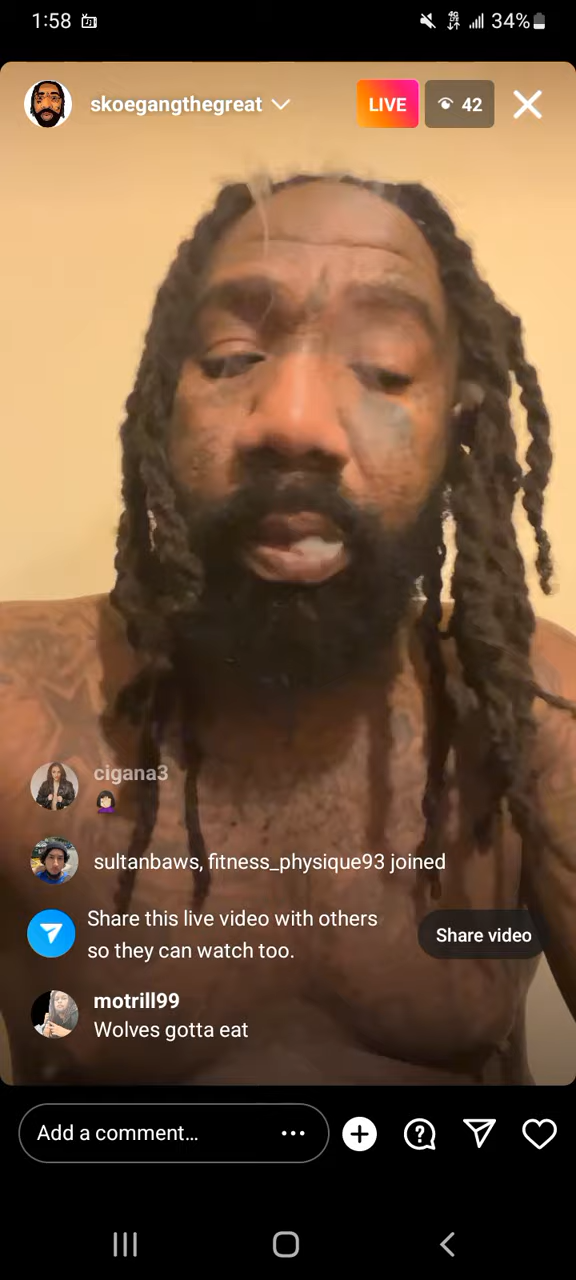 1:58
34%
skoegangthegreat
LIVE
42
cigana3
sultanbaws, fitness_physique93 joined
Share this live video with others
so they can watch too.
Share video
motrill99
Wolves gotta eat
Add a comment…